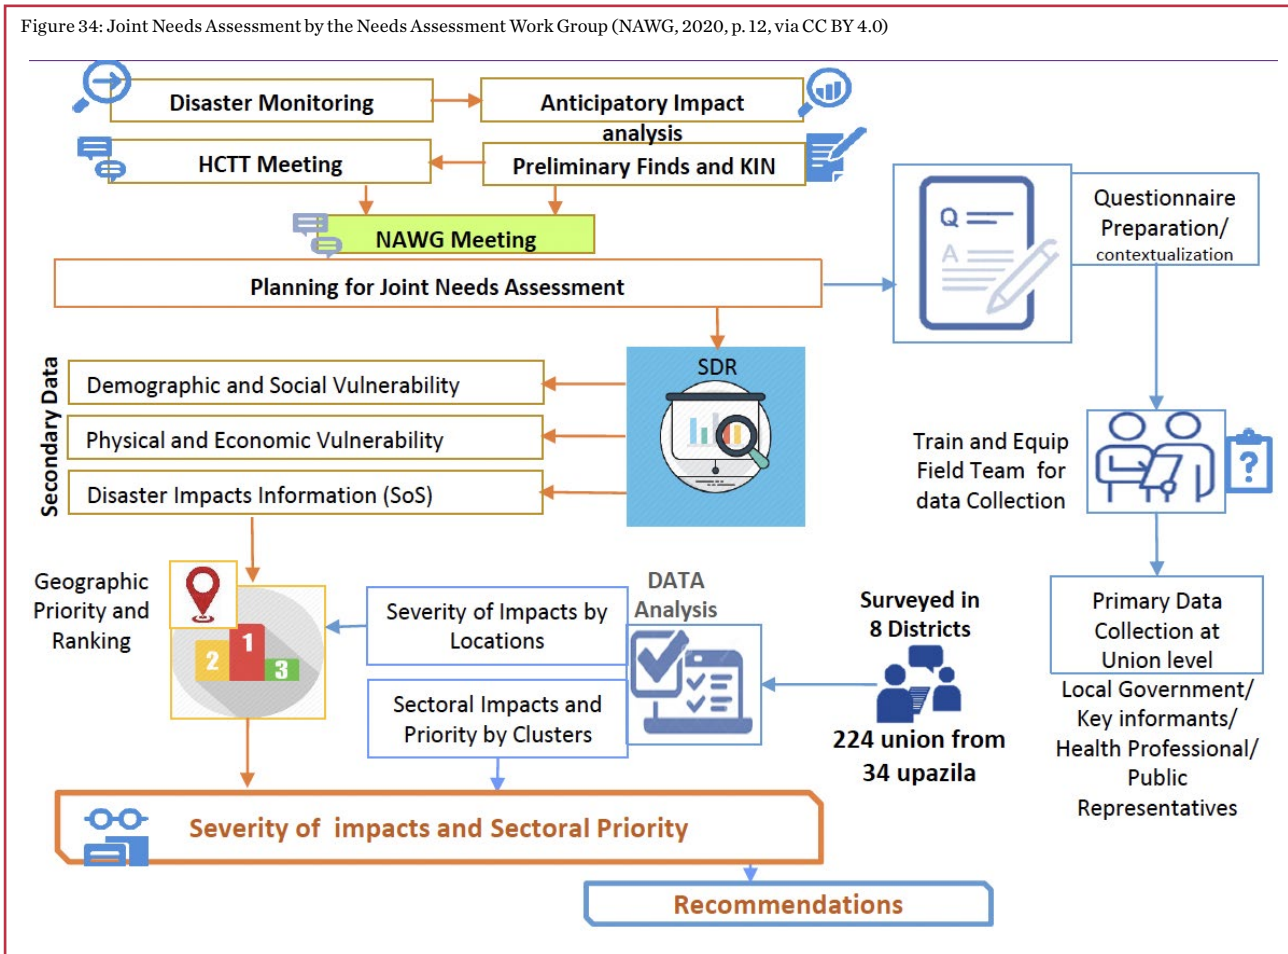 Figure 34: Joint Needs Assessment by the Needs Assessment Work Group (NAWG, 2020, p. 12, via CC BY 4.0)
Disaster Monitoring
Anticipatory Impact
analysis
HCTT Meeting
Preliminary Finds and KIN
NAWG Meeting
Planning for Joint Needs Assessment
Q
A
Questionnaire
Preparation/
contextualization
SDR
Secondary Data
Demographic and Social Vulnerability
Physical and Economic Vulnerability
Disaster Impacts Information (SoS)
Train and Equip
Field Team for
data Collection
?
Geographic
Priority and
Ranking
1
2
3
Severity of Impacts by
Locations
Sectoral Impacts and
Priority by Clusters
DATA
Analysis
Surveyed in
8 Districts
224 union from
34 upazila
Primary Data
Collection at
Union level
Local Government/
Key informants/
Health Professional/
Public
Representatives
Severity of impacts and Sectoral Priority
Recommendations